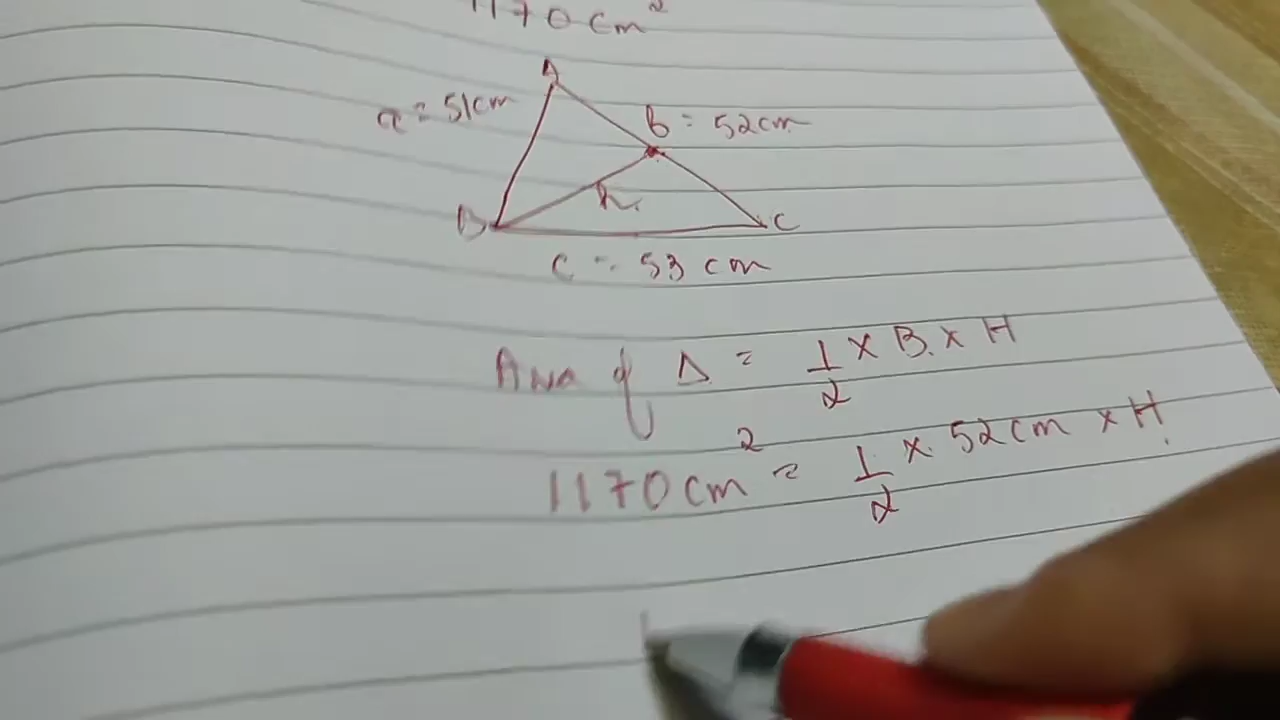 1170 cm²
A
a = 51cm
b = 52cm
h
B
C
c = 53 cm
Area of Δ = 1/2 × B × H
1170 cm² = 1/2 × 52cm × H